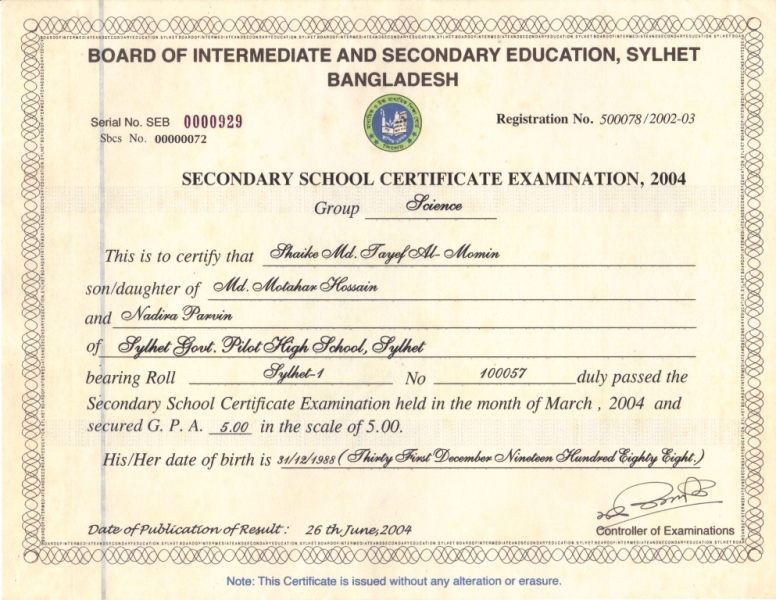 BOARD OF INTERMEDIATE AND SECONDARY EDUCATION, SYLHET
BANGLADESH
Serial No. SEB 0000929
Registration No. 500078/2002-03
Sbcs No. 00000072
SECONDARY SCHOOL CERTIFICATE EXAMINATION, 2004
Group Science
This is to certify that Shaike Md. Tayef Al- Momin
son/daughter of Md. Motahar Hossain
and Nadira Parvin
of Sylhet Govt. Pilot High School, Sylhet
bearing Roll Sylhet-1 No 100057 duly passed the
Secondary School Certificate Examination held in the month of March , 2004 and
secured G. P. A. 5.00 in the scale of 5.00.
His/Her date of birth is 31/12/1988 ( Thirty First December Nineteen Hundred Eighty Eight.)
Date of Publication of Result : 26 th June,2004
Controller of Examinations
Note: This Certificate is issued without any alteration or erasure.